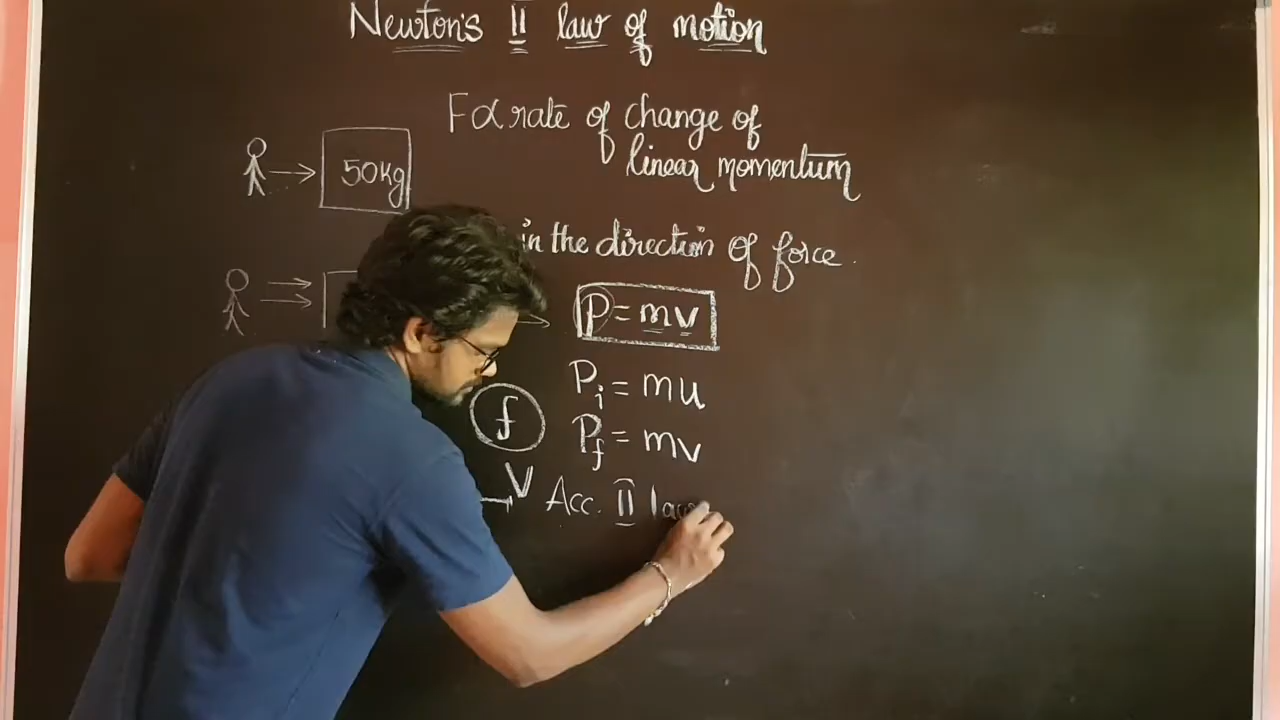 Newton's II law of motion
F α rate of change of
linear momentum
50kg
in the direction of force.
P = mv
Pᵢ = mu
f
P_f = mv
V Acc. II law